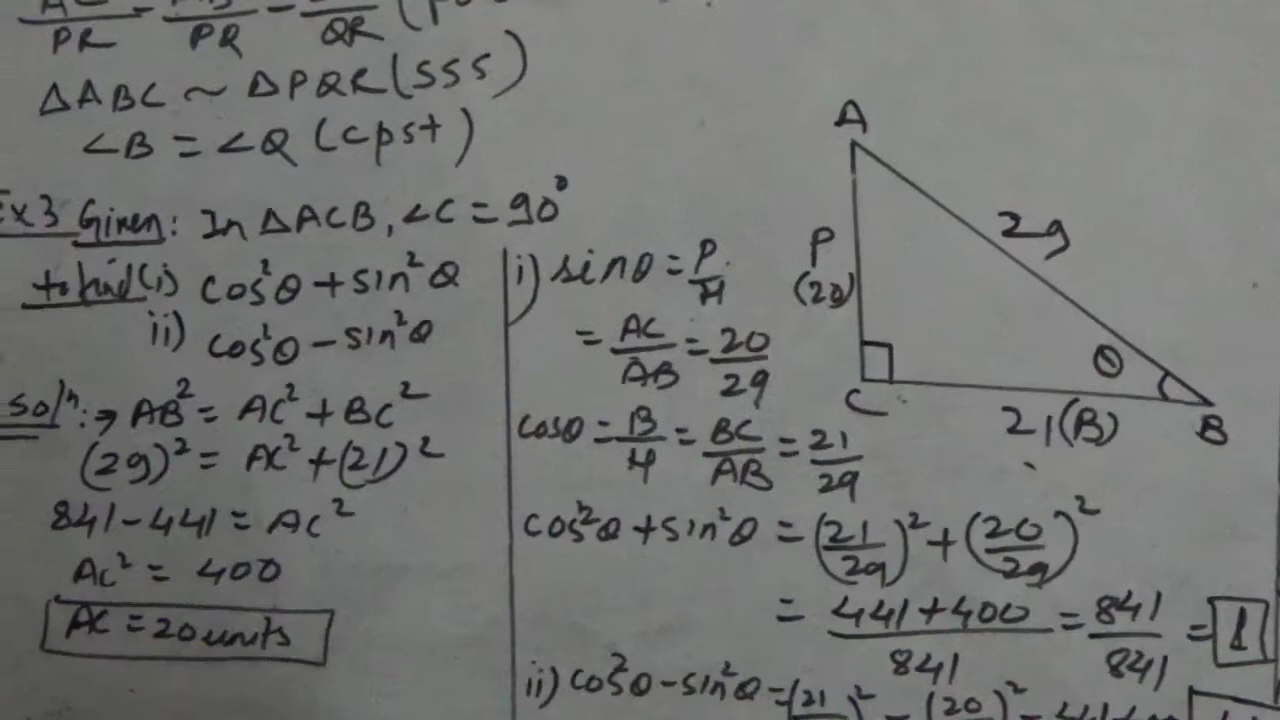 PR PQ QR
ΔABC ~ ΔPQR (SSS)
∠B = ∠Q (cpst)
Ex3 Given: In ΔACB, ∠C = 90°
to find (i) cos²θ + sin²θ
ii) cos²θ - sin²θ
Solⁿ: → AB² = AC² + BC²
(29)² = AC² + (21)²
841 - 441 = AC²
AC² = 400
AC = 20 units
i) sinθ = P/H
= AC/AB = 20/29
cosθ = B/H = BC/AB = 21/29
cos²θ + sin²θ = (21/29)² + (20/29)²
= 441 + 400/841 = 841/841 = 1
ii) cos²θ - sin²θ = (21)² - (20)² =
A
29
P
(20)
θ
C
21(B)
B